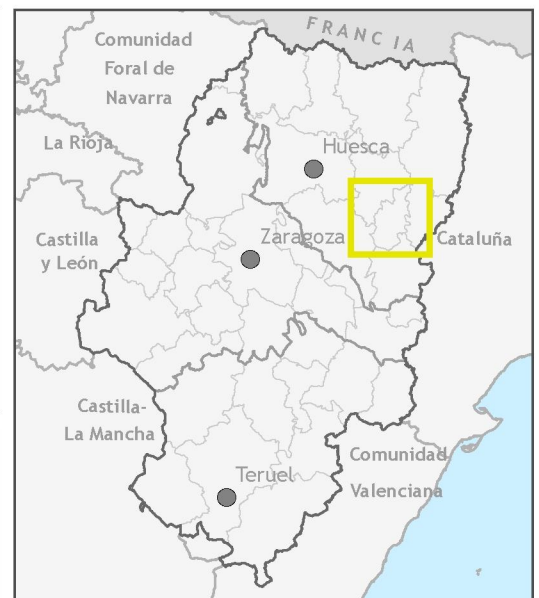 FRANCIA
Comunidad
Foral de
Navarra
La Rioja
Huesca
Castilla
y León
Zaragoza
Cataluña
Castilla-
La Mancha
Teruel
Comunidad
Valenciana